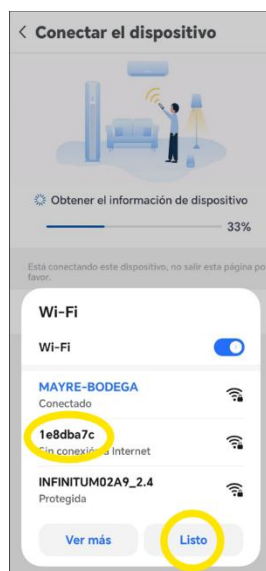 Conectar el dispositivo
Obtener el información de dispositivo
33%
Está conectando este dispositivo, no salir esta página po
favor.
Wi-Fi
Wi-Fi
MAYRE-BODEGA
Conectado
1e8dba7c
Sin conexión a Internet
INFINITUM02A9_2.4
Protegida
Ver más
Listo